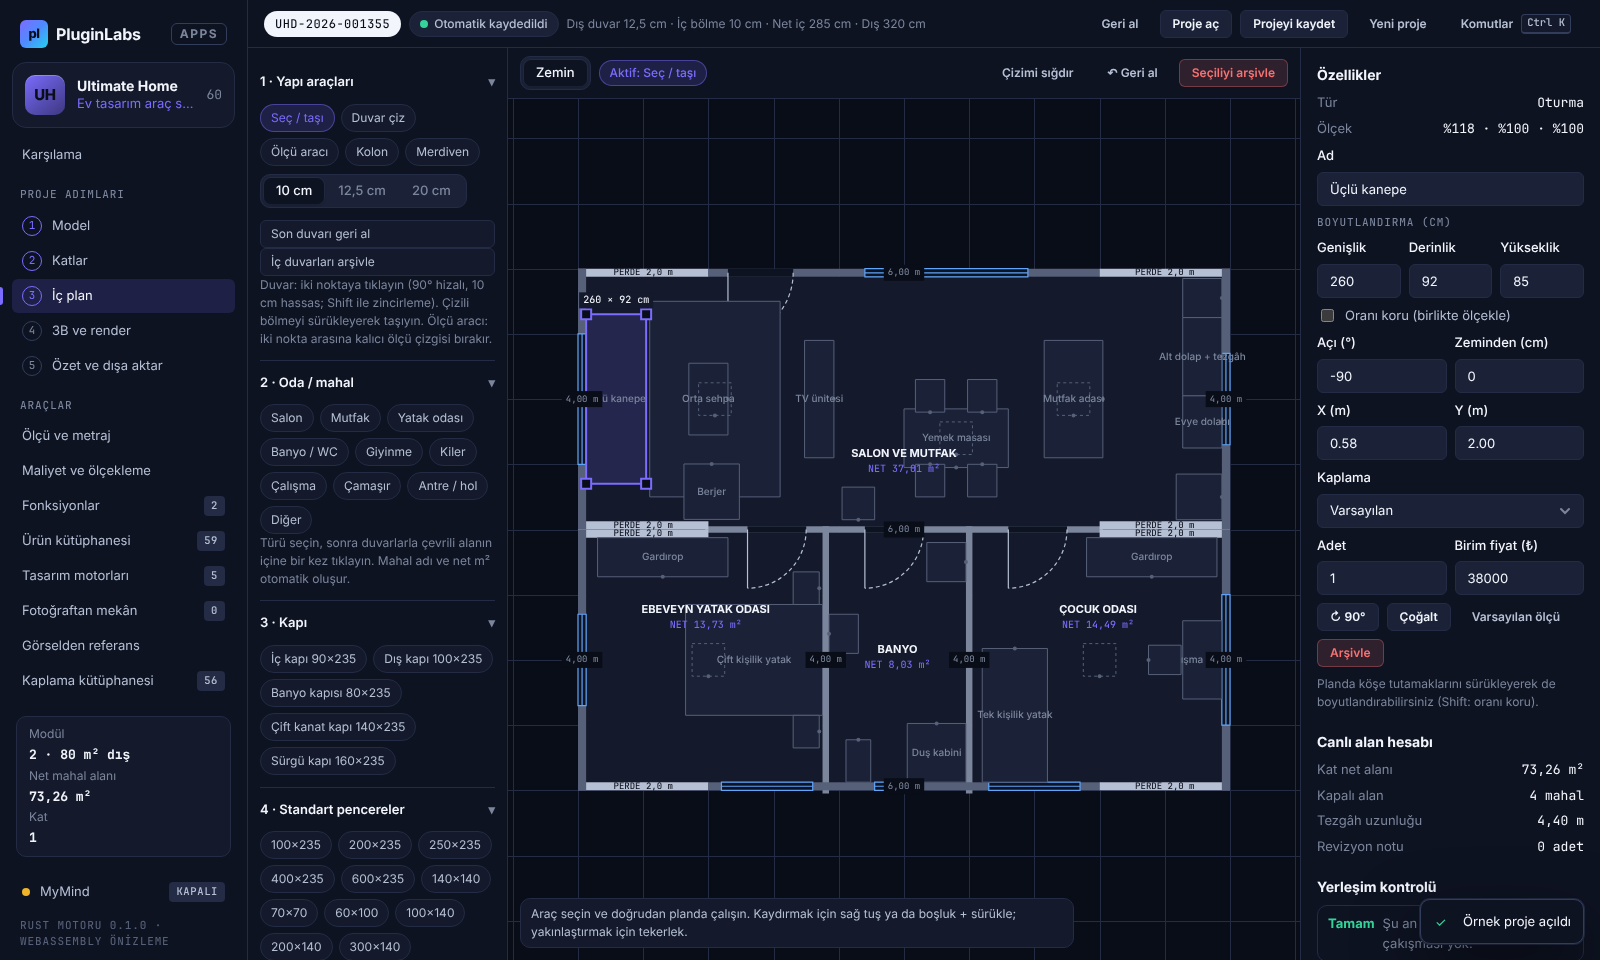 pl PluginLabs APPS
UH Ultimate Home 60
Ev tasarım araç s...
Karşılama
PROJE ADIMLARI
1 Model
2 Katlar
3 İç plan
4 3B ve render
5 Özet ve dışa aktar
ARAÇLAR
Ölçü ve metraj
Maliyet ve ölçekleme
Fonksiyonlar 2
Ürün kütüphanesi 59
Tasarım motorları 5
Fotoğraftan mekân 0
Görselden referans
Kaplama kütüphanesi 56
Modül
2 · 80 m² dış
Net mahal alanı
73,26 m²
Kat
1
MyMind KAPALI
RUST MOTORU 0.1.0 ·
WEBASSEMBLY ÖNİZLEME
UHD-2026-001355 Otomatik kaydedildi Dış duvar 12,5 cm · İç bölme 10 cm · Net iç 285 cm · Dış 320 cm
Geri al Proje aç Projeyi kaydet Yeni proje Komutlar Ctrl K
1 · Yapı araçları
Seç / taşı Duvar çiz
Ölçü aracı Kolon Merdiven
10 cm 12,5 cm 20 cm
Son duvarı geri al
İç duvarları arşivle
Duvar: iki noktaya tıklayın (90° hizalı, 10
cm hassas; Shift ile zincirleme). Çizili
bölmeyi sürükleyerek taşıyın. Ölçü aracı:
iki nokta arasına kalıcı ölçü çizgisi bırakır.
2 · Oda / mahal
Salon Mutfak Yatak odası
Banyo / WC Giyinme Kiler
Çalışma Çamaşır Antre / hol
Diğer
Türü seçin, sonra duvarlarla çevrili alanın
içine bir kez tıklayın. Mahal adı ve net m²
otomatik oluşur.
3 · Kapı
İç kapı 90×235 Dış kapı 100×235
Banyo kapısı 80×235
Çift kanat kapı 140×235
Sürgü kapı 160×235
4 · Standart pencereler
100×235 200×235 250×235
400×235 600×235 140×140
70×70 60×100 100×140
200×140 300×140
Zemin Aktif: Seç / taşı Çizimi sığdır ↶ Geri al Seçiliyi arşivle
PERDE 2,0 m 6,00 m PERDE 2,0 m
260 × 92 cm
Alt dolap + tezgâh
4,00 m ü kanepe Orta sehpa TV ünitesi Mutfak adası 4,00 m
Evye dolabı
Yemek masası
SALON VE MUTFAK
NET 37,01 m²
Berjer
PERDE 2,0 m 6,00 m PERDE 2,0 m
PERDE 2,0 m PERDE 2,0 m
Gardırop Gardırop
EBEVEYN YATAK ODASI ÇOCUK ODASI
NET 13,73 m² NET 14,49 m²
BANYO
NET 8,03 m²
4,00 m Çift kişilik yatak 4,00 m 4,00 m şma 4,00 m
Tek kişilik yatak
Duş kabini
PERDE 2,0 m 6,00 m PERDE 2,0 m
Araç seçin ve doğrudan planda çalışın. Kaydırmak için sağ tuş ya da boşluk + sürükle;
yakınlaştırmak için tekerlek.
Özellikler
Tür Oturma
Ölçek %118 · %100 · %100
Ad
Üçlü kanepe
BOYUTLANDIRMA (CM)
Genişlik Derinlik Yükseklik
260 92 85
Oranı koru (birlikte ölçekle)
Açı (°) Zeminden (cm)
-90 0
X (m) Y (m)
0.58 2.00
Kaplama
Varsayılan
Adet Birim fiyat (₺)
1 38000
↻ 90° Çoğalt Varsayılan ölçü
Arşivle
Planda köşe tutamaklarını sürükleyerek de
boyutlandırabilirsiniz (Shift: oranı koru).
Canlı alan hesabı
Kat net alanı 73,26 m²
Kapalı alan 4 mahal
Tezgâh uzunluğu 4,40 m
Revizyon notu 0 adet
Yerleşim kontrolü
Tamam Şu an
✓ Örnek proje açıldı